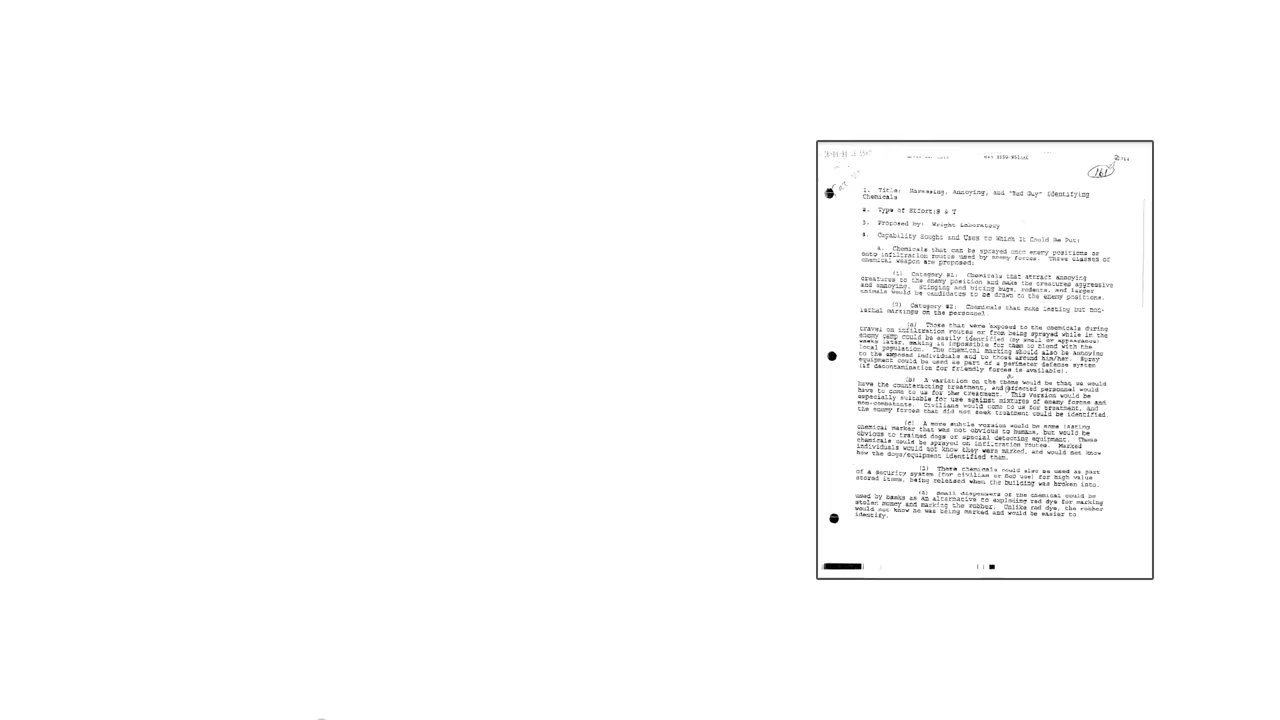 161
1. Title: Harassing, Annoying, and "Bad Guy" Identifying
Chemicals
2. Type of Effort:S & T
3. Proposed by: Wright Laboratory
4. Capability Sought and Uses to Which It Could Be Put:
a. Chemicals that can be sprayed onto enemy positions or
onto infiltration routes used by enemy forces. Three classes of
chemical weapon are proposed:
(1) Category #1: Chemicals that attract annoying
creatures to the enemy position and make the creatures aggressive
and annoying. Stinging and biting bugs, rodents, and larger
animals would be candidates to be drawn to the enemy positions.
(2) Category #2: Chemicals that make lasting but non-
lethal markings on the personnel.
(a) Those that were exposed to the chemicals during
travel on infiltration routes or from being sprayed while in the
enemy camp could be easily identified (by smell or appearance)
weeks later, making it impossible for them to blend with the
local population. The chemical marking should also be annoying
to the exposed individuals and to those around him/her. Spray
equipment could be used as part of a perimeter defense system
(if decontamination for friendly forces is available).
(b) A variation on the theme would be that we would
have the counteracting treatment, and affected personnel would
have to come to us for the treatment. This version would be
especially suitable for use against mixtures of enemy forces and
non-combatants. Civilians would come to us for treatment, and
the enemy forces that did not seek treatment could be identified.
(c) A more subtle version would be some lasting
chemical marker that was not obvious to humans, but would be
obvious to trained dogs or special detecting equipment. These
chemicals could be sprayed on infiltration routes. Marked
individuals would not know they were marked, and would not know
how the dogs/equipment identified them.
(1) These chemicals could also be used as part
of a security system (for civilian or DoD use) for high value
stored items, being released when the building was broken into.
(2) Small dispensers of the chemical could be
used by banks as an alternative to exploding red dye for marking
stolen money and marking the robber. Unlike red dye, the robber
would not know he was being marked and would be easier to
identify.